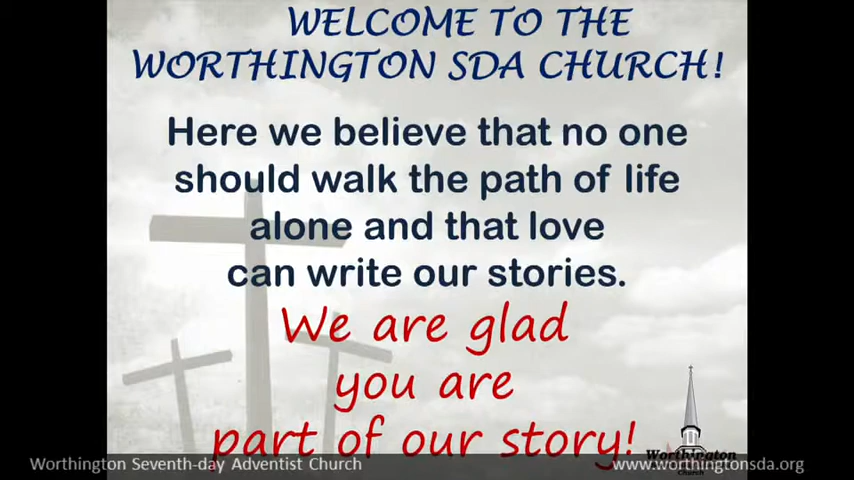 WELCOME TO THE
WORTHINGTON SDA CHURCH!
Here we believe that no one
should walk the path of life
alone and that love
can write our stories.
We are glad
you are
part of our story!
Worthington
Church
Worthington Seventh-day Adventist Church
www.worthingtonsda.org